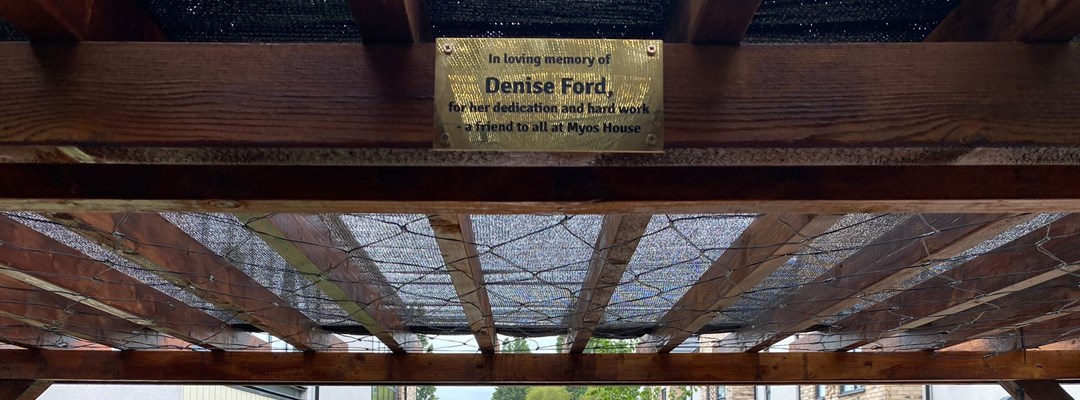 In loving memory of
Denise Ford,
for her dedication and hard work
- a friend to all at Myos House